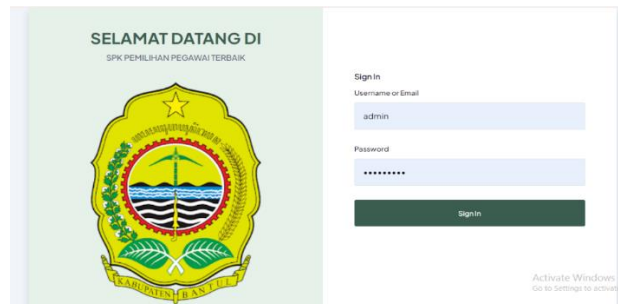 SELAMAT DATANG DI
SPK PEMILIHAN PEGAWAI TERBAIK
KABUPATEN BANTUL
Sign In
Username or Email
admin
Password
•••••••••
Sign In
Activate Windows
Go to Settings to activate